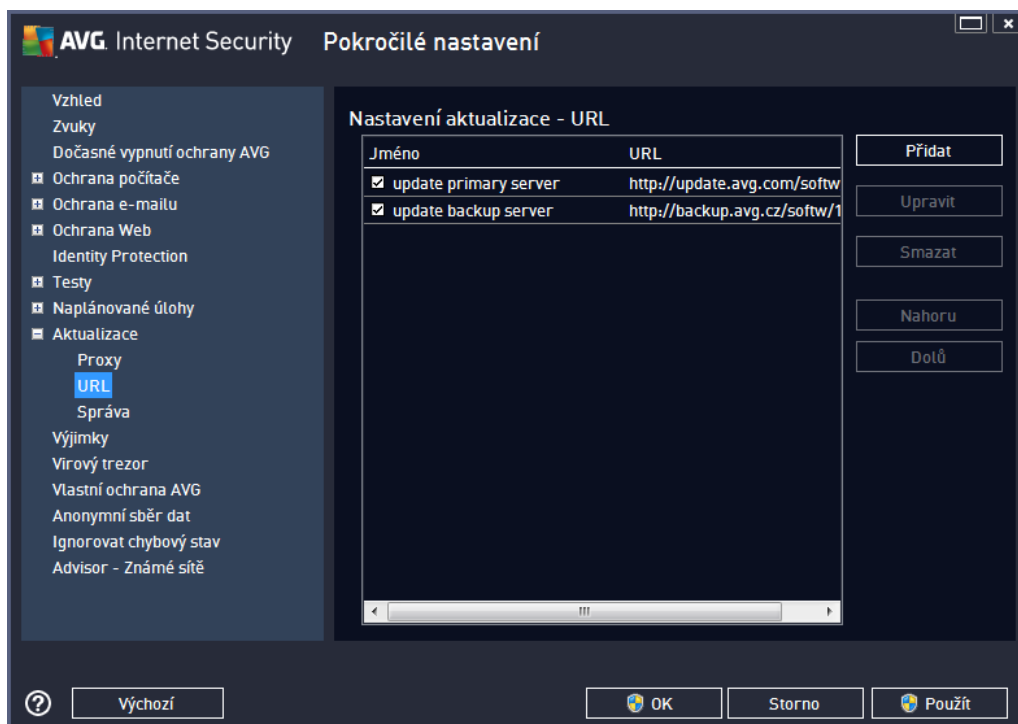 AVG. Internet Security Pokročilé nastavení
Vzhled
Zvuky
Dočasné vypnutí ochrany AVG
Ochrana počítače
Ochrana e-mailu
Ochrana Web
Identity Protection
Testy
Naplánované úlohy
Aktualizace
Proxy
URL
Správa
Výjimky
Virový trezor
Vlastní ochrana AVG
Anonymní sběr dat
Ignorovat chybový stav
Advisor - Známé sítě
Nastavení aktualizace - URL
Jméno URL
update primary server http://update.avg.com/softw
update backup server http://backup.avg.cz/softw/1
Přidat
Upravit
Smazat
Nahoru
Dolů
Výchozí
OK
Storno
Použít